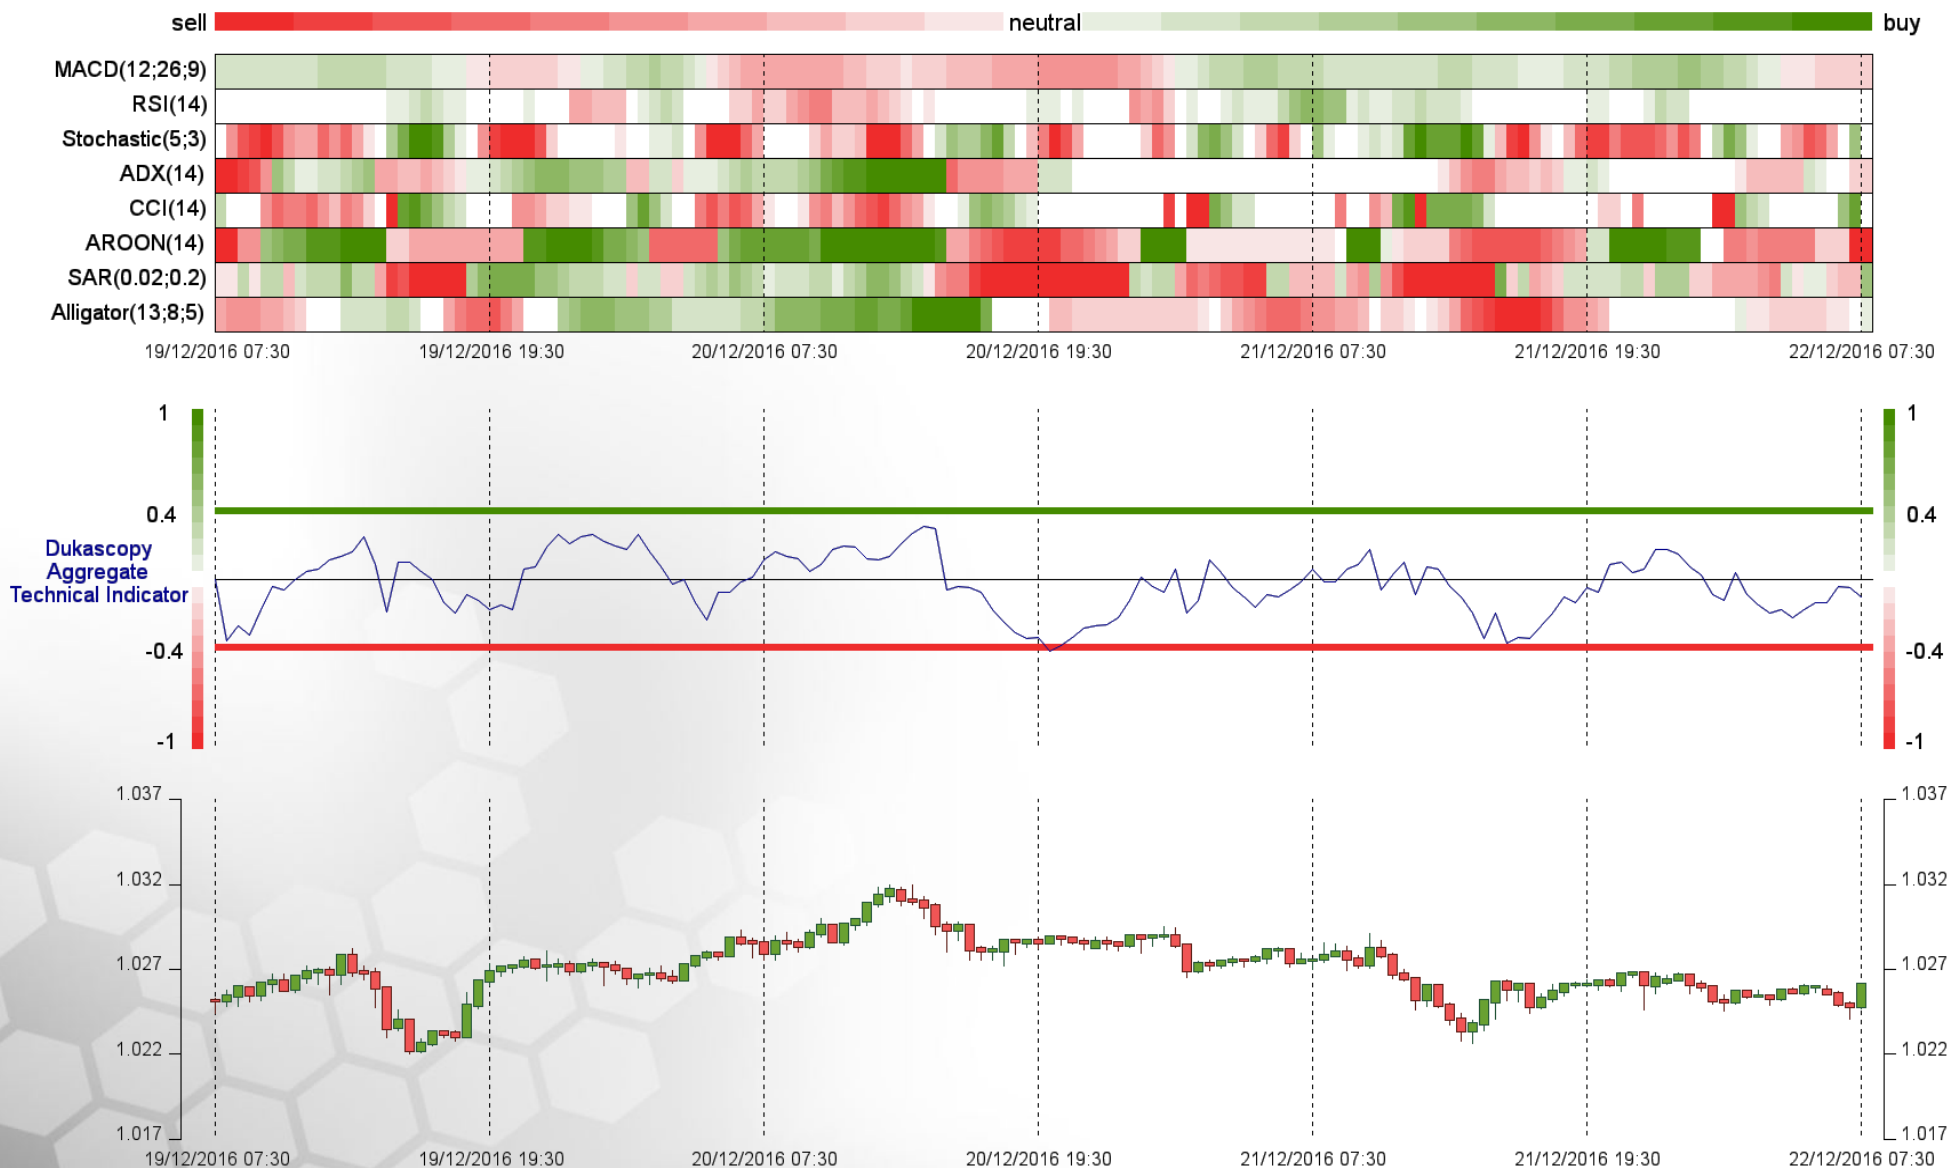 sell neutral buy
MACD(12;26;9)
RSI(14)
Stochastic(5;3)
ADX(14)
CCI(14)
AROON(14)
SAR(0.02;0.2)
Alligator(13;8;5)
19/12/2016 07:30 19/12/2016 19:30 20/12/2016 07:30 20/12/2016 19:30 21/12/2016 07:30 21/12/2016 19:30 22/12/2016 07:30
1 1
0.4 0.4
Dukascopy
Aggregate
Technical Indicator
-0.4 -0.4
-1 -1
1.037 1.037
1.032 1.032
1.027 1.027
1.022 1.022
1.017 1.017
19/12/2016 07:30 19/12/2016 19:30 20/12/2016 07:30 20/12/2016 19:30 21/12/2016 07:30 21/12/2016 19:30 22/12/2016 07:30